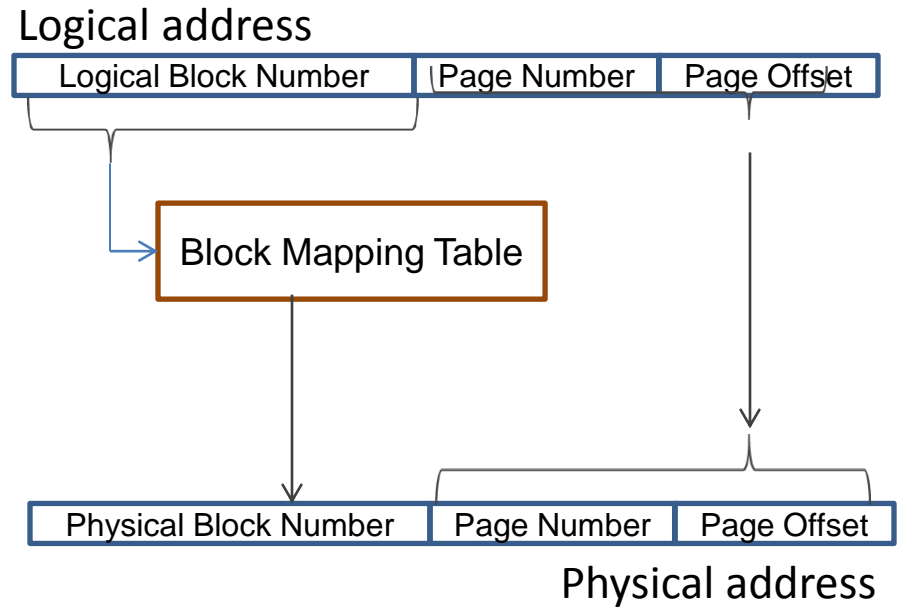 Logical address
Logical Block Number Page Number Page Offset
Block Mapping Table
Physical Block Number Page Number Page Offset
Physical address